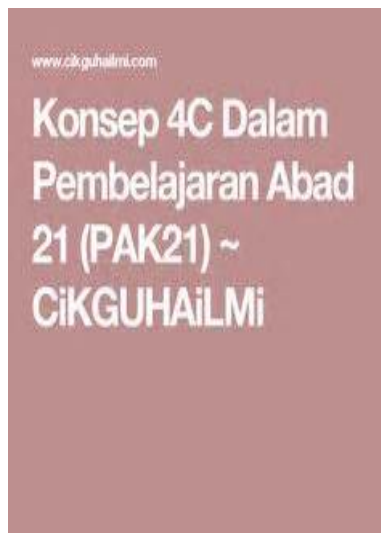 www.cikguhailmi.com
Konsep 4C Dalam
Pembelajaran Abad
21 (PAK21) ~
CiKGUHAiLMi